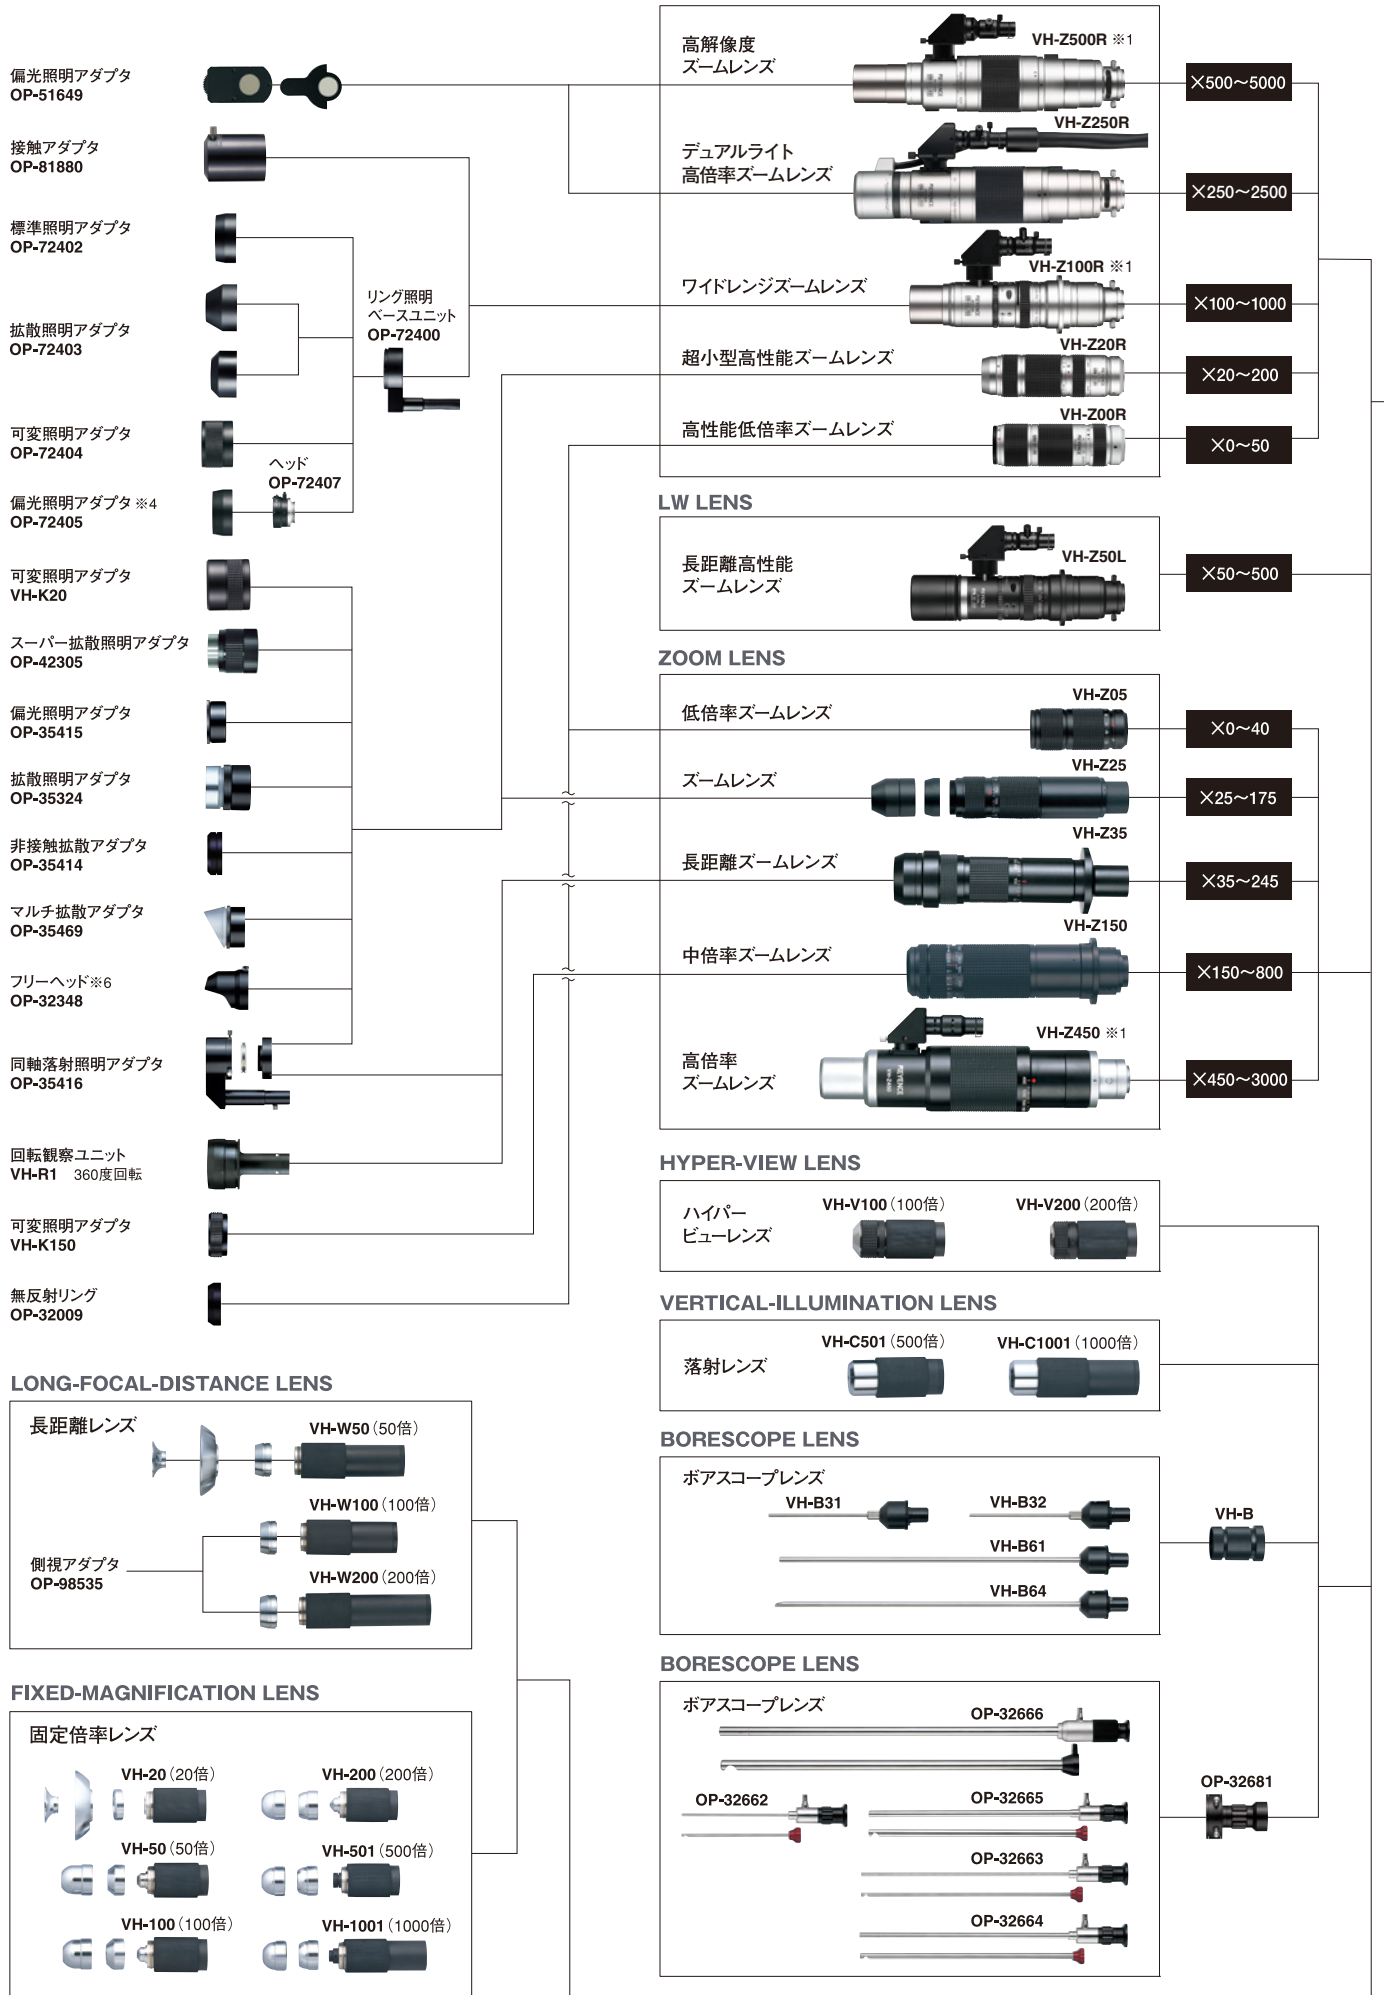 偏光照明アダプタ
OP-51649
接触アダプタ
OP-81880
標準照明アダプタ
OP-72402
拡散照明アダプタ
OP-72403
リング照明
ベースユニット
OP-72400
可変照明アダプタ
OP-72404
ヘッド
OP-72407
偏光照明アダプタ※4
OP-72405
可変照明アダプタ
VH-K20
スーパー拡散照明アダプタ
OP-42305
偏光照明アダプタ
OP-35415
拡散照明アダプタ
OP-35324
非接触拡散アダプタ
OP-35414
マルチ拡散アダプタ
OP-35469
フリーヘッド※6
OP-32348
同軸落射照明アダプタ
OP-35416
回転観察ユニット
VH-R1 360度回転
可変照明アダプタ
VH-K150
無反射リング
OP-32009
高解像度
ズームレンズ
VH-Z500R ※1
×500～5000
デュアルライト
高倍率ズームレンズ
VH-Z250R
×250～2500
ワイドレンジズームレンズ
VH-Z100R ※1
×100～1000
超小型高性能ズームレンズ
VH-Z20R
×20～200
高性能低倍率ズームレンズ
VH-Z00R
×0～50
LW LENS
長距離高性能
ズームレンズ
VH-Z50L
×50～500
ZOOM LENS
低倍率ズームレンズ
VH-Z05
×0～40
ズームレンズ
VH-Z25
×25～175
長距離ズームレンズ
VH-Z35
×35～245
中倍率ズームレンズ
VH-Z150
×150～800
高倍率
ズームレンズ
VH-Z450 ※1
KEYENCE
×450～3000
HYPER-VIEW LENS
ハイパー
ビューレンズ
VH-V100(100倍)
VH-V200(200倍)
VERTICAL-ILLUMINATION LENS
落射レンズ
VH-C501(500倍)
VH-C1001(1000倍)
BORESCOPE LENS
ボアスコープレンズ
VH-B31
VH-B32
VH-B61
VH-B64
VH-B
BORESCOPE LENS
ボアスコープレンズ
OP-32666
OP-32662
OP-32665
OP-32663
OP-32664
OP-32681
LONG-FOCAL-DISTANCE LENS
長距離レンズ
VH-W50(50倍)
VH-W100(100倍)
側視アダプタ
OP-98535
VH-W200(200倍)
FIXED-MAGNIFICATION LENS
固定倍率レンズ
VH-20(20倍)
VH-200(200倍)
VH-50(50倍)
VH-501(500倍)
VH-100(100倍)
VH-1001(1000倍)